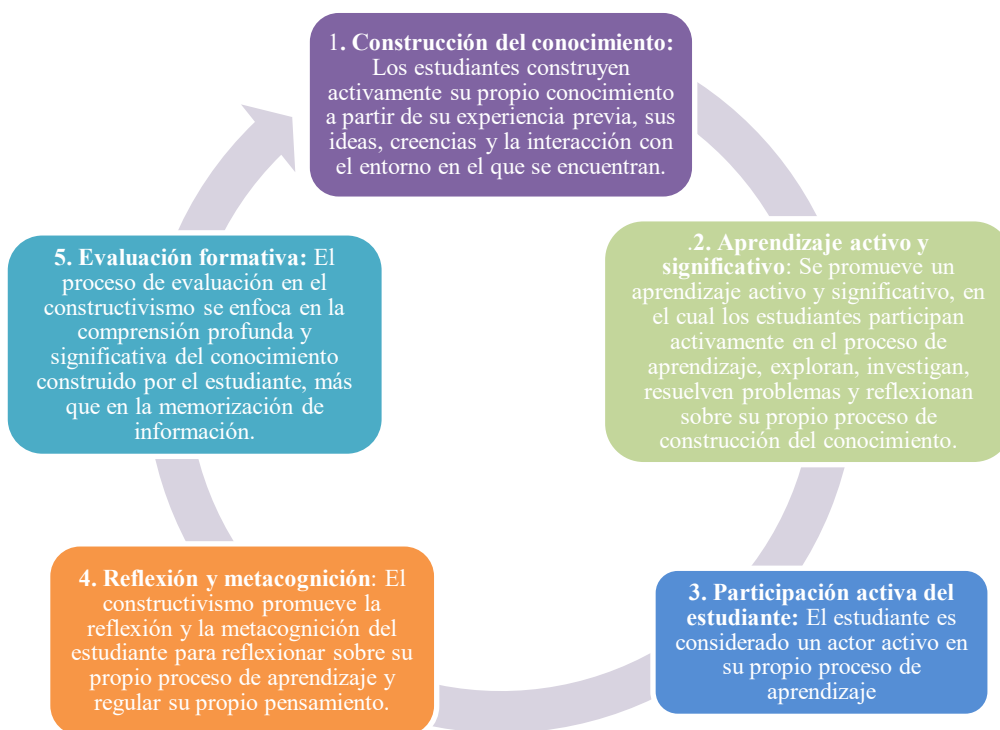 1. Construcción del conocimiento:
Los estudiantes construyen
activamente su propio conocimiento
a partir de su experiencia previa, sus
ideas, creencias y la interacción con
el entorno en el que se encuentran.
.2. Aprendizaje activo y
significativo: Se promueve un
aprendizaje activo y significativo, en
el cual los estudiantes participan
activamente en el proceso de
aprendizaje, exploran, investigan,
resuelven problemas y reflexionan
sobre su propio proceso de
construcción del conocimiento.
3. Participación activa del
estudiante: El estudiante es
considerado un actor activo en
su propio proceso de
aprendizaje
4. Reflexión y metacognición: El
constructivismo promueve la
reflexión y la metacognición del
estudiante para reflexionar sobre su
propio proceso de aprendizaje y
regular su propio pensamiento.
5. Evaluación formativa: El
proceso de evaluación en el
constructivismo se enfoca en la
comprensión profunda y
significativa del conocimiento
construido por el estudiante, más
que en la memorización de
información.